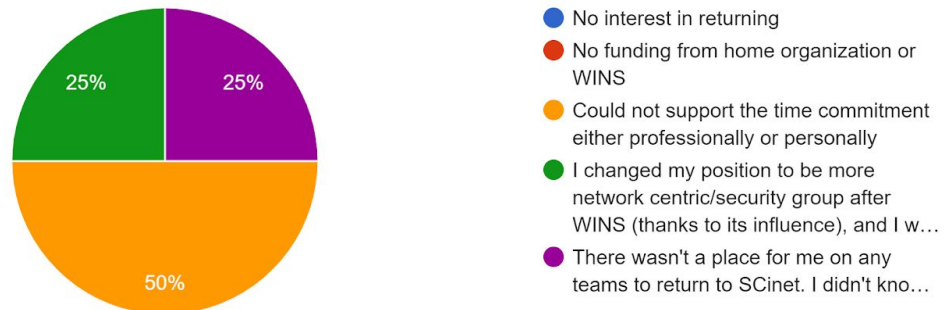 25%
25%
50%
No interest in returning
No funding from home organization or
WINS
Could not support the time commitment
either professionally or personally
I changed my position to be more
network centric/security group after
WINS (thanks to its influence), and I w...
There wasn't a place for me on any
teams to return to SCinet. I didn't kno...